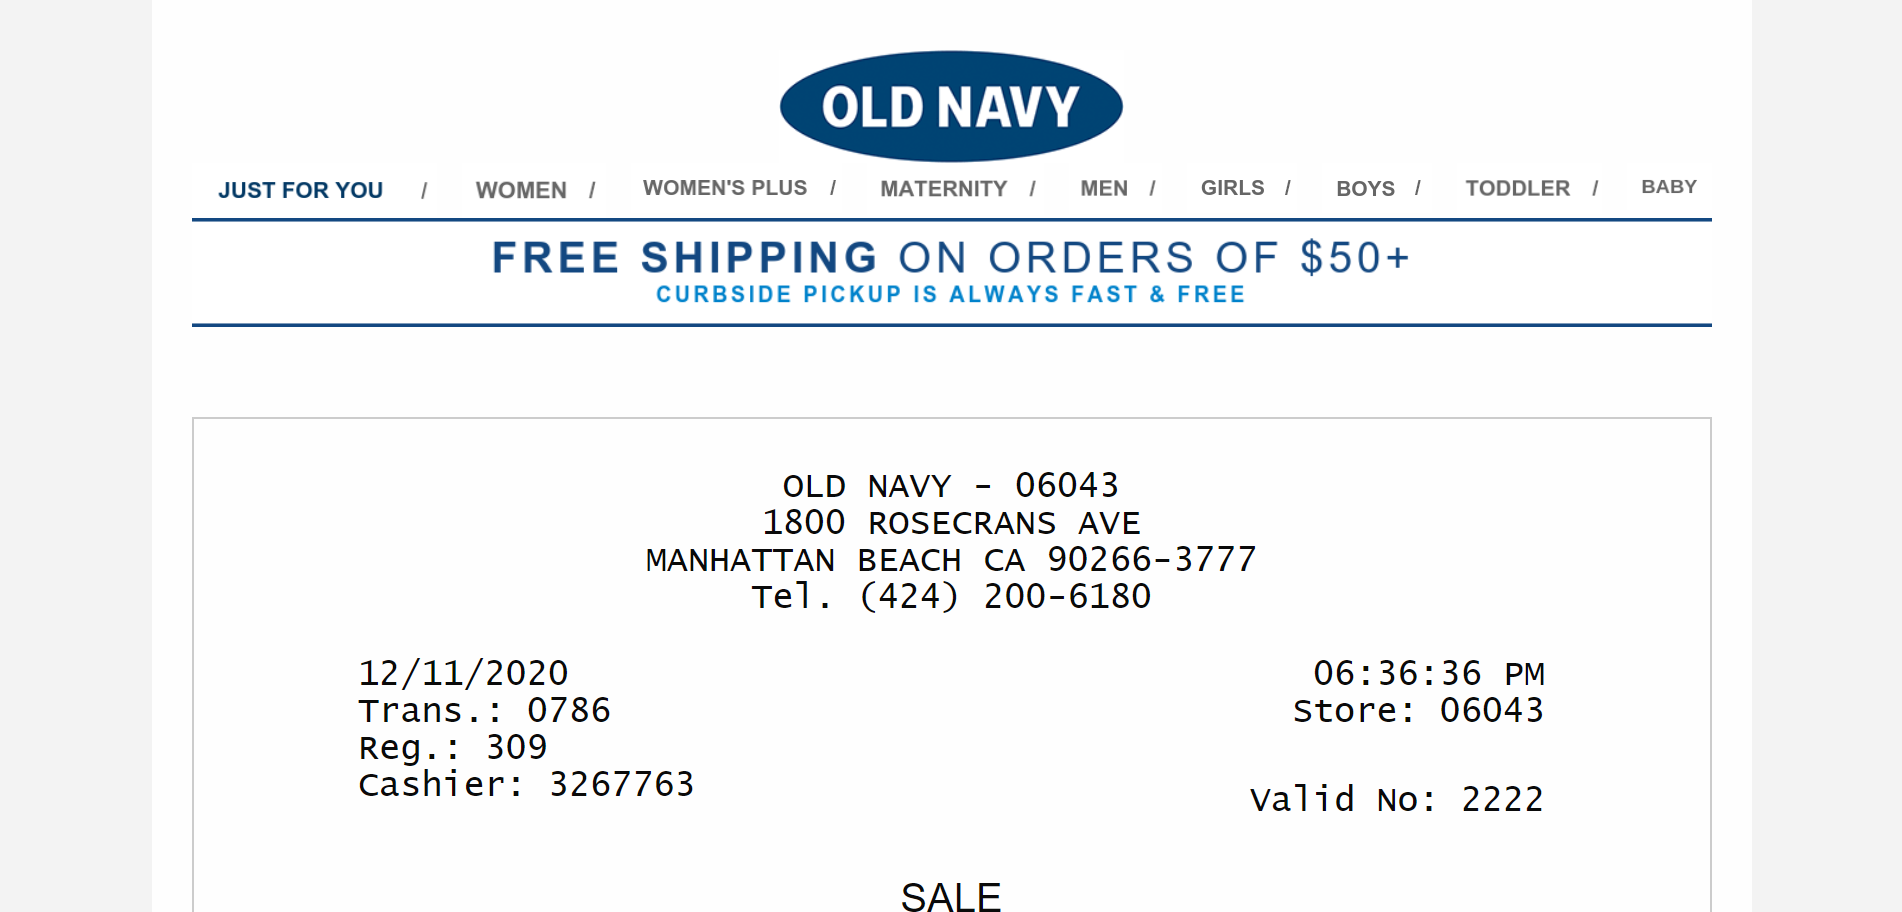 OLD NAVY
JUST FOR YOU / WOMEN / WOMEN'S PLUS / MATERNITY / MEN / GIRLS / BOYS / TODDLER / BABY
FREE SHIPPING ON ORDERS OF $50+
CURBSIDE PICKUP IS ALWAYS FAST & FREE
OLD NAVY - 06043
1800 ROSECRANS AVE
MANHATTAN BEACH CA 90266-3777
Tel. (424) 200-6180
12/11/2020 06:36:36 PM
Trans.: 0786 Store: 06043
Reg.: 309
Cashier: 3267763
Valid No: 2222
SALE